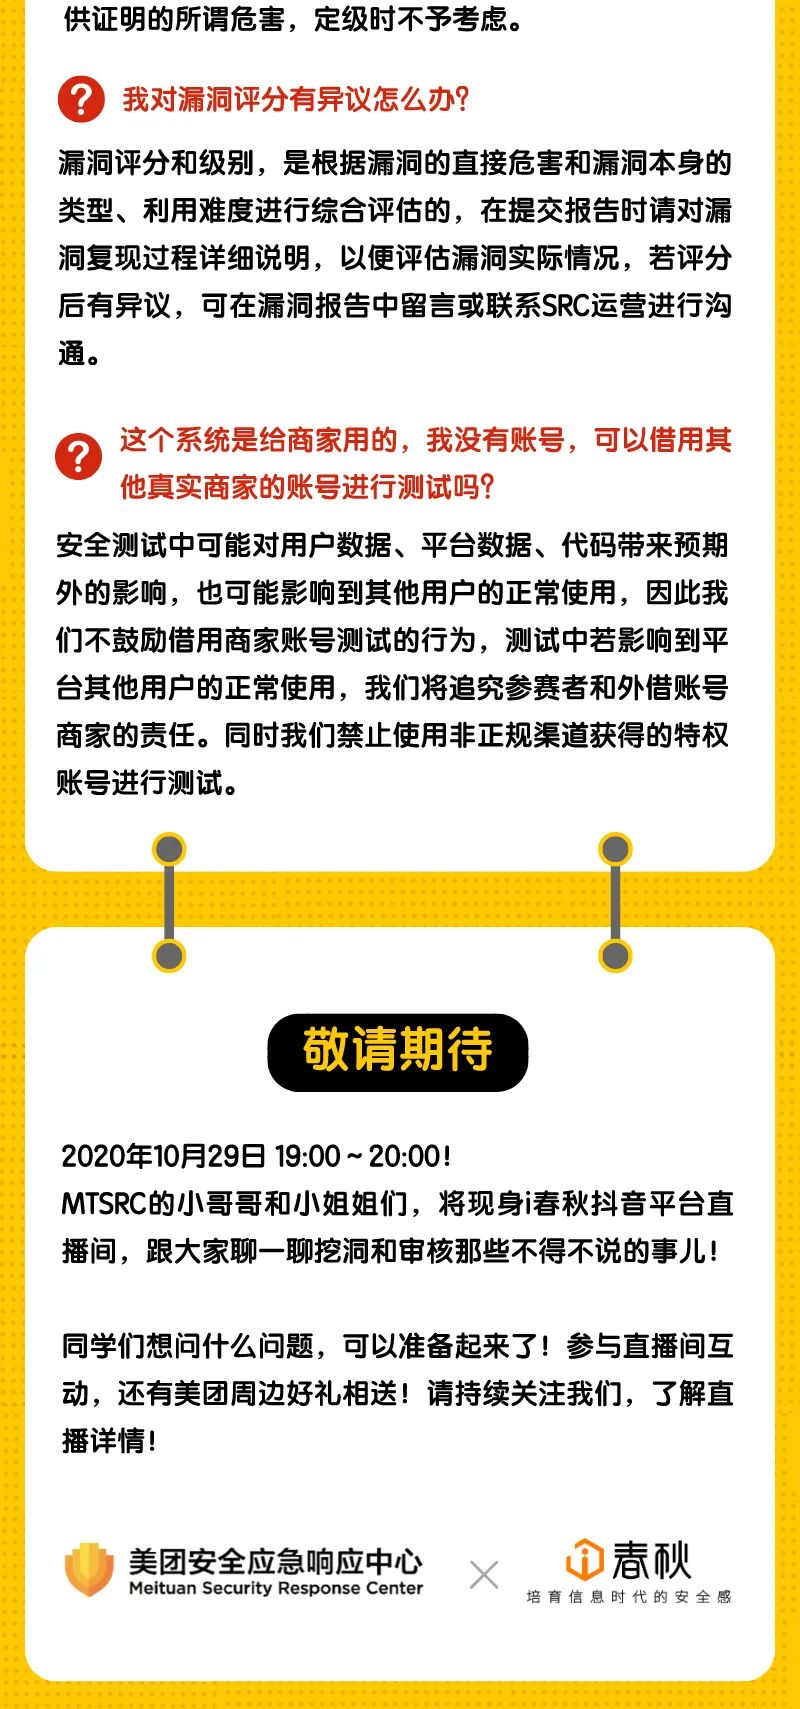 供证明的所谓危害，定级时不予考虑。
?
我对漏洞评分有异议怎么办？
漏洞评分和级别，是根据漏洞的直接危害和漏洞本身的
类型、利用难度进行综合评估的，在提交报告时请对漏
洞复现过程详细说明，以便评估漏洞实际情况，若评分
后有异议，可在漏洞报告中留言或联系SRC运营进行沟
通。
?
这个系统是给商家用的，我没有账号，可以借用其
他真实商家的账号进行测试吗？
安全测试中可能对用户数据、平台数据、代码带来预期
外的影响，也可能影响到其他用户的正常使用，因此我
们不鼓励借用商家账号测试的行为，测试中若影响到平
台其他用户的正常使用，我们将追究参赛者和外借账号
商家的责任。同时我们禁止使用非正规渠道获得的特权
账号进行测试。
敬请期待
2020年10月29日 19:00～20:00！
MTSRC的小哥哥和小姐姐们，将现身i春秋抖音平台直
播间，跟大家聊一聊挖洞和审核那些不得不说的事儿！
同学们想问什么问题，可以准备起来了！参与直播间互
动，还有美团周边好礼相送！请持续关注我们，了解直
播详情！
美团安全应急响应中心
Meituan Security Response Center
i春秋
培育信息时代的安全感